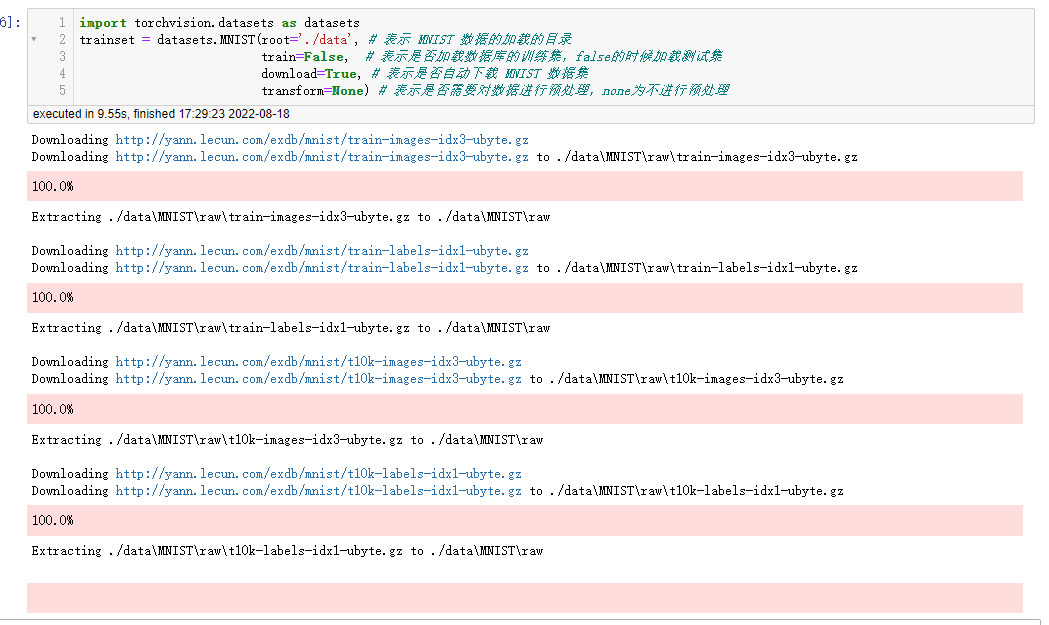 6]:
1 import torchvision.datasets as datasets
2 trainset = datasets.MNIST(root='./data', # 表示 MNIST 数据的加载的目录
3 train=False, # 表示是否加载数据库的训练集，false的时候加载测试集
4 download=True, # 表示是否自动下载 MNIST 数据集
5 transform=None) # 表示是否需要对数据进行预处理，none为不进行预处理
executed in 9.55s, finished 17:29:23 2022-08-18
Downloading http://yann.lecun.com/exdb/mnist/train-images-idx3-ubyte.gz
Downloading http://yann.lecun.com/exdb/mnist/train-images-idx3-ubyte.gz to ./data\MNIST\raw\train-images-idx3-ubyte.gz
100.0%
Extracting ./data\MNIST\raw\train-images-idx3-ubyte.gz to ./data\MNIST\raw
Downloading http://yann.lecun.com/exdb/mnist/train-labels-idx1-ubyte.gz
Downloading http://yann.lecun.com/exdb/mnist/train-labels-idx1-ubyte.gz to ./data\MNIST\raw\train-labels-idx1-ubyte.gz
100.0%
Extracting ./data\MNIST\raw\train-labels-idx1-ubyte.gz to ./data\MNIST\raw
Downloading http://yann.lecun.com/exdb/mnist/t10k-images-idx3-ubyte.gz
Downloading http://yann.lecun.com/exdb/mnist/t10k-images-idx3-ubyte.gz to ./data\MNIST\raw\t10k-images-idx3-ubyte.gz
100.0%
Extracting ./data\MNIST\raw\t10k-images-idx3-ubyte.gz to ./data\MNIST\raw
Downloading http://yann.lecun.com/exdb/mnist/t10k-labels-idx1-ubyte.gz
Downloading http://yann.lecun.com/exdb/mnist/t10k-labels-idx1-ubyte.gz to ./data\MNIST\raw\t10k-labels-idx1-ubyte.gz
100.0%
Extracting ./data\MNIST\raw\t10k-labels-idx1-ubyte.gz to ./data\MNIST\raw